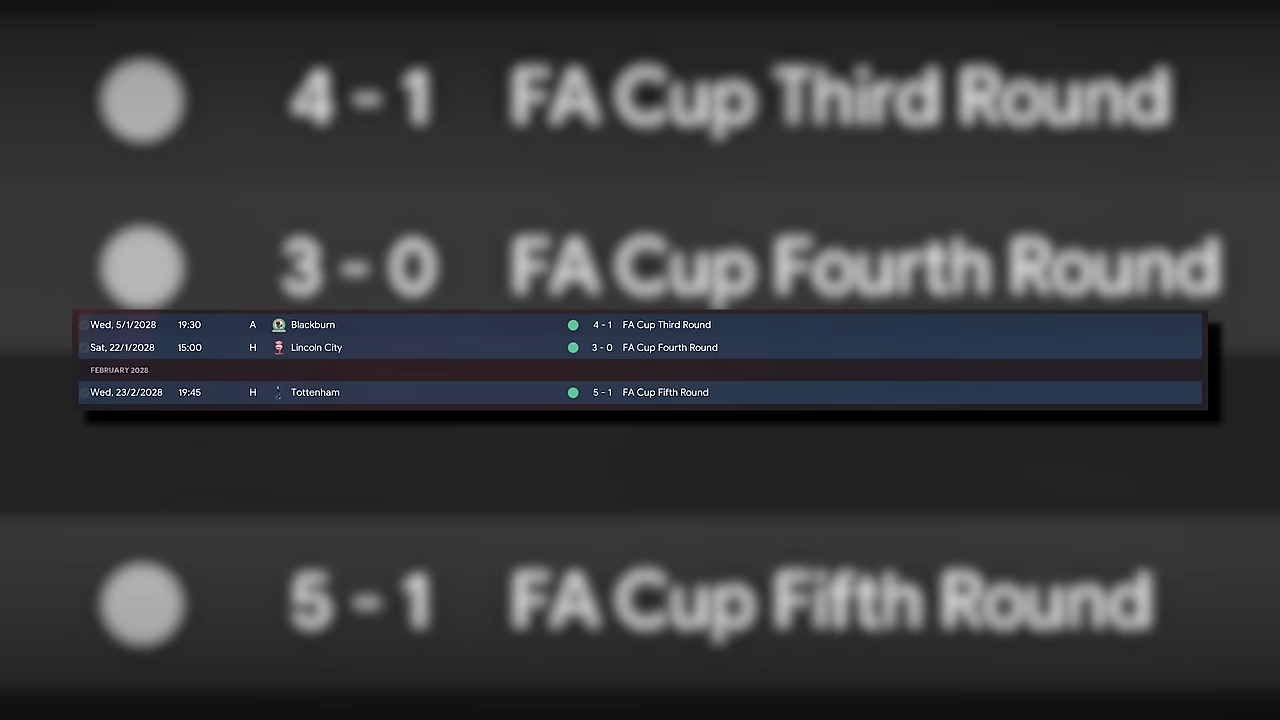 4 - 1 FA Cup Third Round
3 - 0 FA Cup Fourth Round
Wed, 5/1/2028 19:30 A Blackburn 4 - 1 FA Cup Third Round
Sat, 22/1/2028 15:00 H Lincoln City 3 - 0 FA Cup Fourth Round
FEBRUARY 2028
Wed, 23/2/2028 19:45 H Tottenham 5 - 1 FA Cup Fifth Round
5 - 1 FA Cup Fifth Round